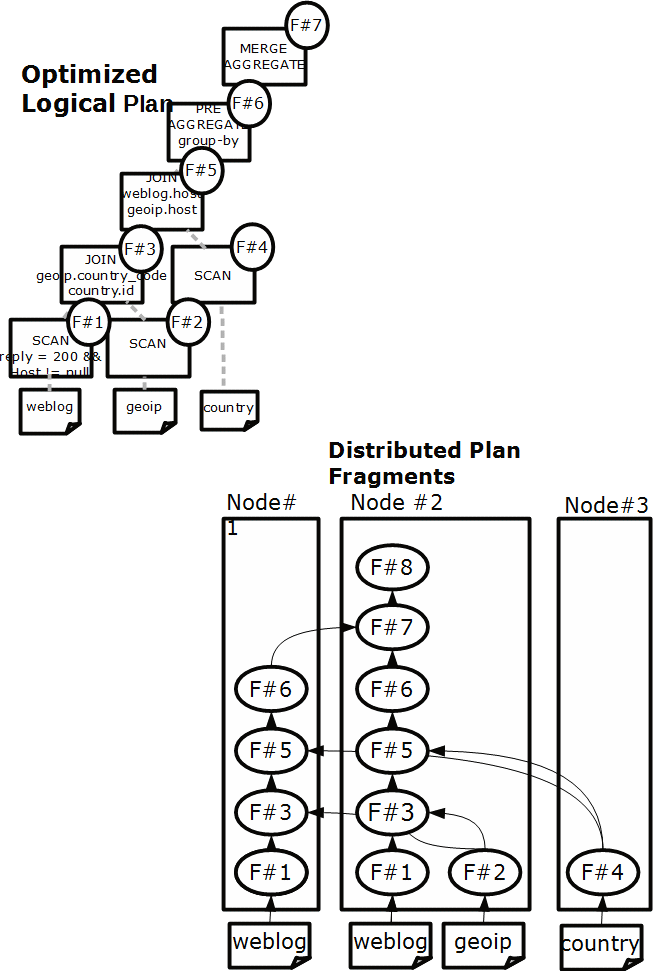 F#7
MERGE
AGGREGATE
Optimized
Logical Plan
F#6
PRE
AGGREGATE
group-by
F#5
JOIN
weblog.host
geoip.host
F#3
JOIN
geoip.country_code
country.id
F#4
SCAN
F#1
SCAN
reply = 200 &&
Host != null
F#2
SCAN
weblog
geoip
country
Distributed Plan
Fragments
Node#
1
Node #2
Node#3
F#8
F#7
F#6
F#6
F#5
F#5
F#3
F#3
F#1
F#1
F#2
F#4
weblog
weblog
geoip
country